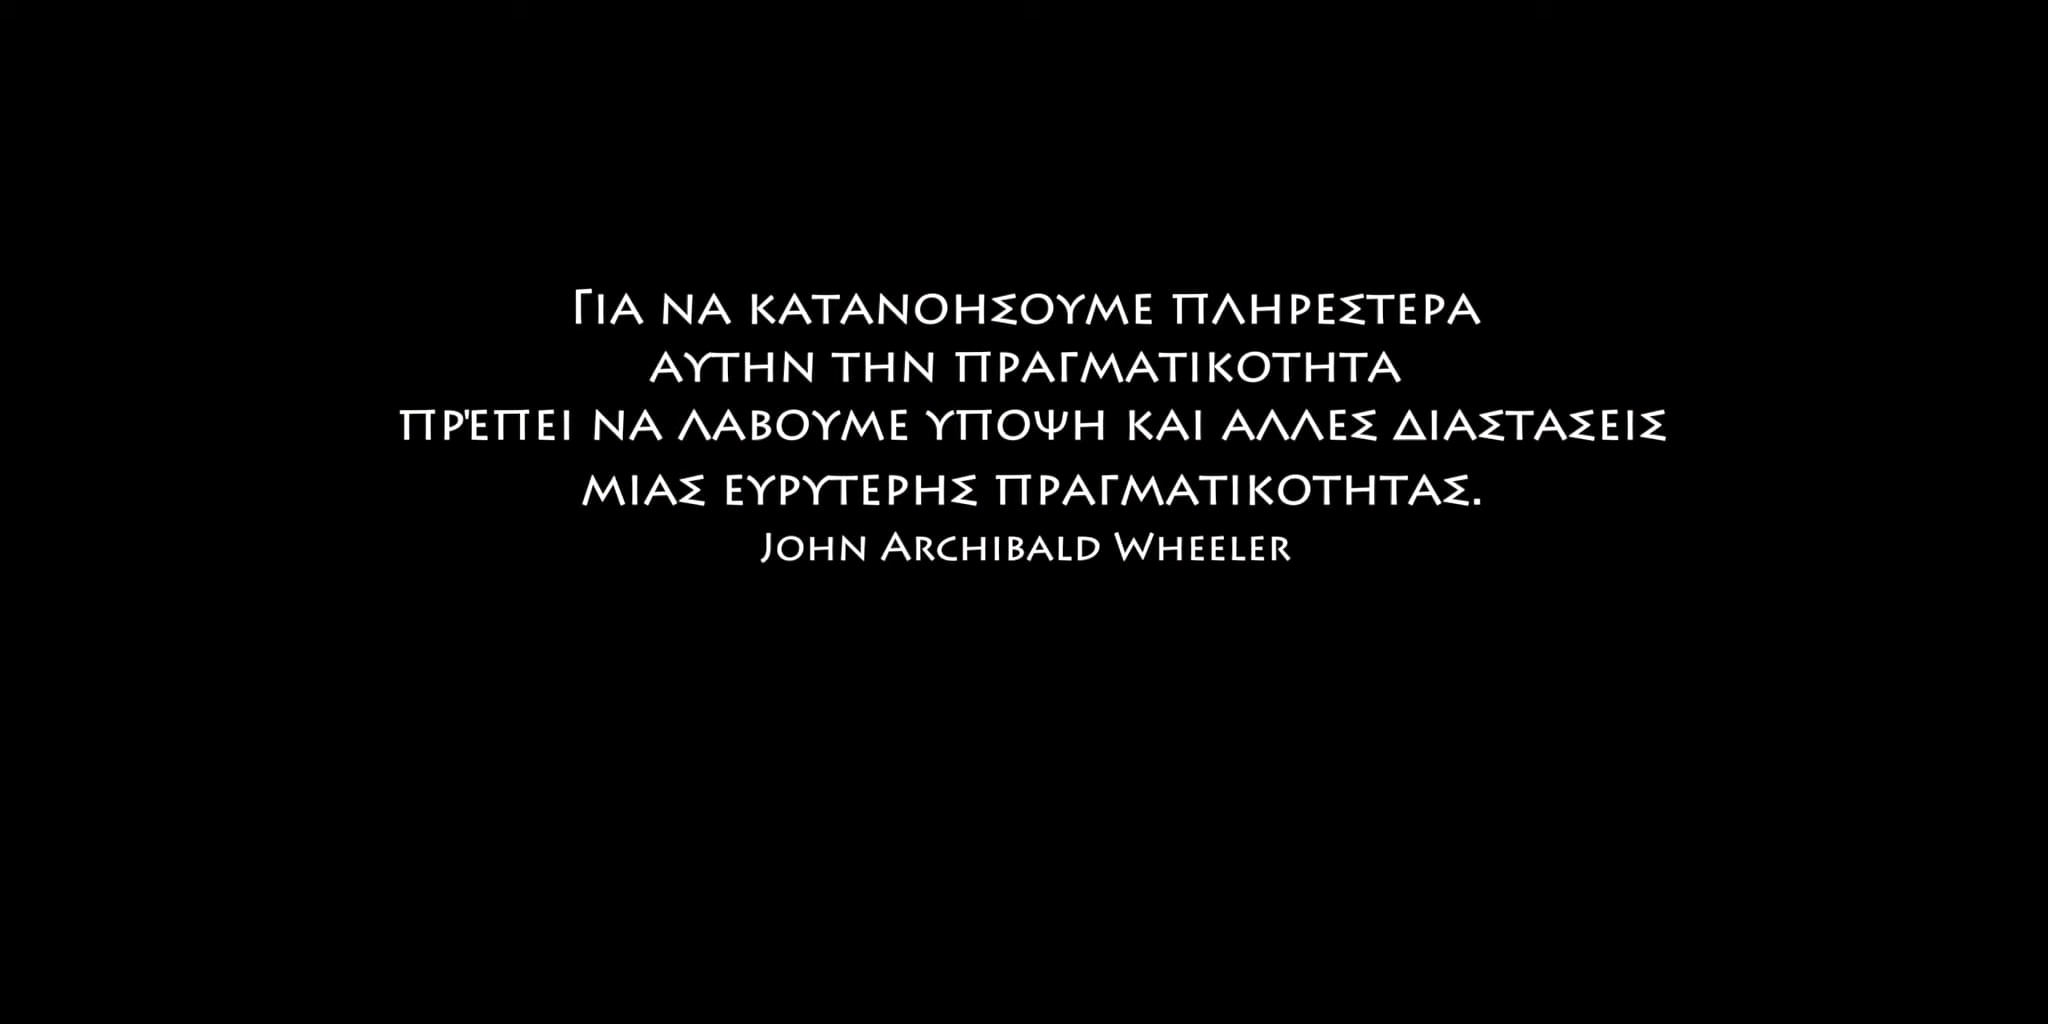 Για να κατανοησουμε πληρεστερα
αυτην την πραγματικοτητα
πρέπει να λαβουμε υποψη και αλλες διαστασεις
μιας ευρυτερης πραγματικοτητας.
John Archibald Wheeler